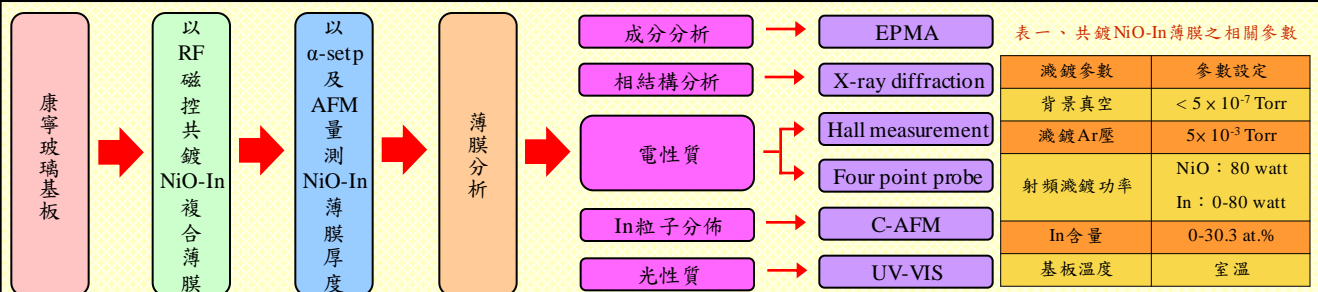 康寧玻璃基板
以RF磁控共鍍NiO-In複合薄膜
以α-setp及AFM量測NiO-In薄膜厚度
薄膜分析
成分分析
EPMA
相結構分析
X-ray diffraction
電性質
Hall measurement
Four point probe
In粒子分佈
C-AFM
光性質
UV-VIS
表一、共鍍NiO-In薄膜之相關參數
濺鍍參數 參數設定
背景真空 < 5 × 10⁻⁷ Torr
濺鍍Ar壓 5× 10⁻³ Torr
射頻濺鍍功率 NiO：80 watt
In：0-80 watt
In含量 0-30.3 at.%
基板溫度 室溫